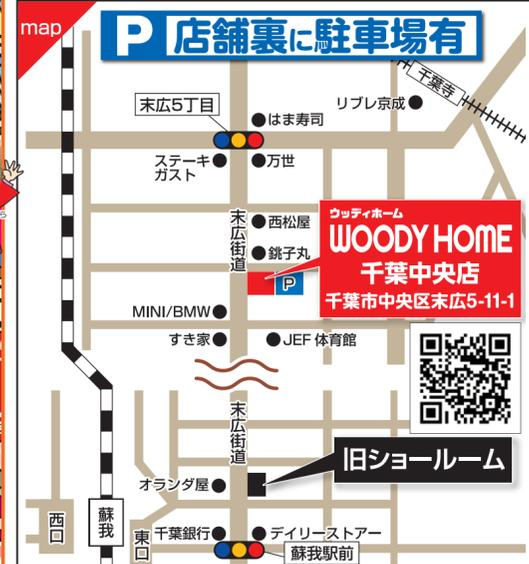 map
P 店舗裏に駐車場有
千葉寺
リブレ京成
末広5丁目
はま寿司
ステーキ
ガスト
万世
西松屋
末広街道
銚子丸
P
ウッディホーム
WOODY HOME
千葉中央店
千葉市中央区末広5-11-1
MINI/BMW
すき家
JEF 体育館
末広街道
旧ショールーム
オランダ屋
西口
蘇我
東口
千葉銀行
デイリーストアー
蘇我駅前